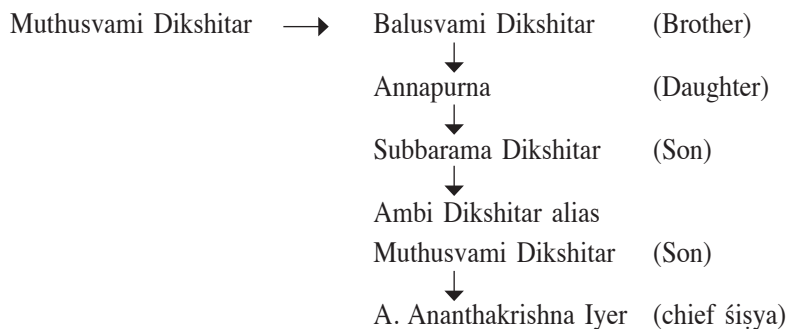 Muthusvami Dikshitar Balusvami Dikshitar (Brother)
Annapurna (Daughter)
Subbarama Dikshitar (Son)
Ambi Dikshitar alias
Muthusvami Dikshitar (Son)
A. Ananthakrishna Iyer (chief śiṣya)